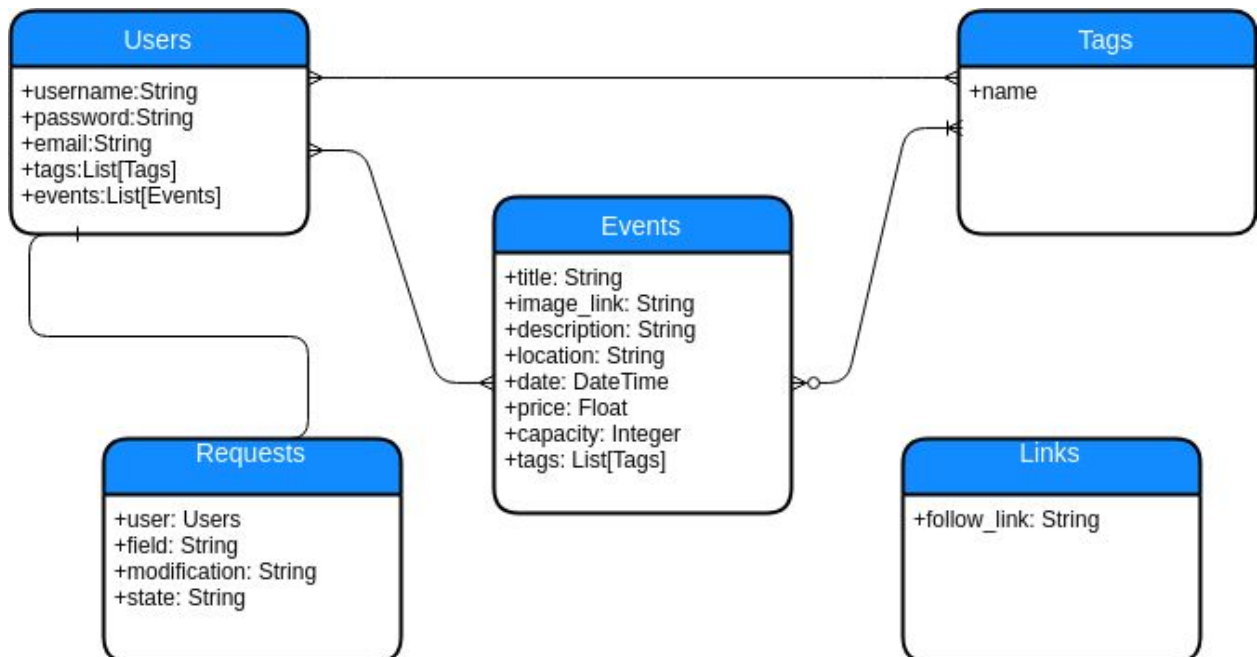 Users
+username:String
+password:String
+email:String
+tags:List[Tags]
+events:List[Events]
Tags
+name
Events
+title: String
+image_link: String
+description: String
+location: String
+date: DateTime
+price: Float
+capacity: Integer
+tags: List[Tags]
Requests
+user: Users
+field: String
+modification: String
+state: String
Links
+follow_link: String